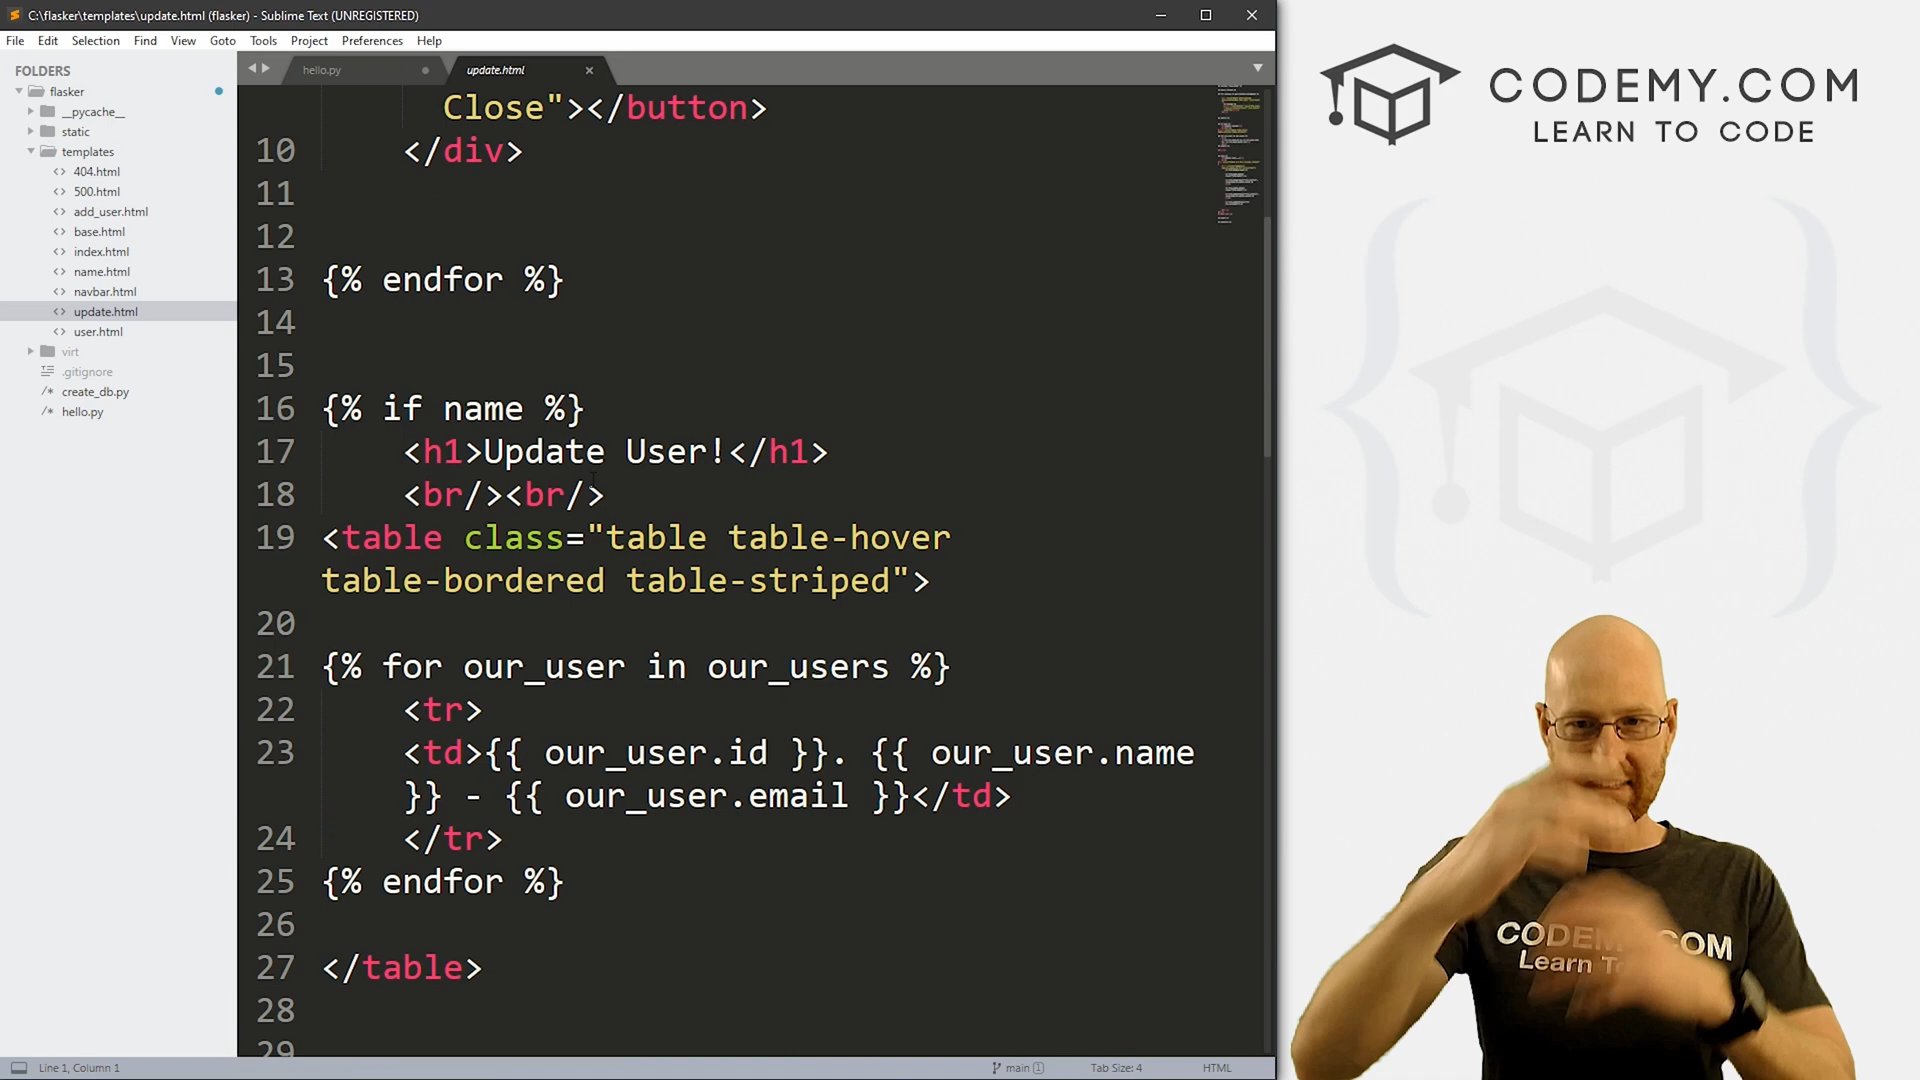 C:\flasker\templates\update.html (flasker) - Sublime Text (UNREGISTERED)
File Edit Selection Find View Goto Tools Project Preferences Help
FOLDERS
flasker
__pycache__
static
templates
404.html
500.html
add_user.html
base.html
index.html
name.html
navbar.html
update.html
user.html
virt
.gitignore
create_db.py
hello.py
hello.py update.html
Close"></button>
10 </div>
11
12
13 {% endfor %}
14
15
16 {% if name %}
17 <h1>Update User!</h1>
18 <br/><br/>
19 <table class="table table-hover
table-bordered table-striped">
20
21 {% for our_user in our_users %}
22 <tr>
23 <td>{{ our_user.id }}. {{ our_user.name
}} - {{ our_user.email }}</td>
24 </tr>
25 {% endfor %}
26
27 </table>
28
29
Line 1, Column 1 main 1 Tab Size: 4 HTML
CODEMY.COM
LEARN TO CODE
Learn